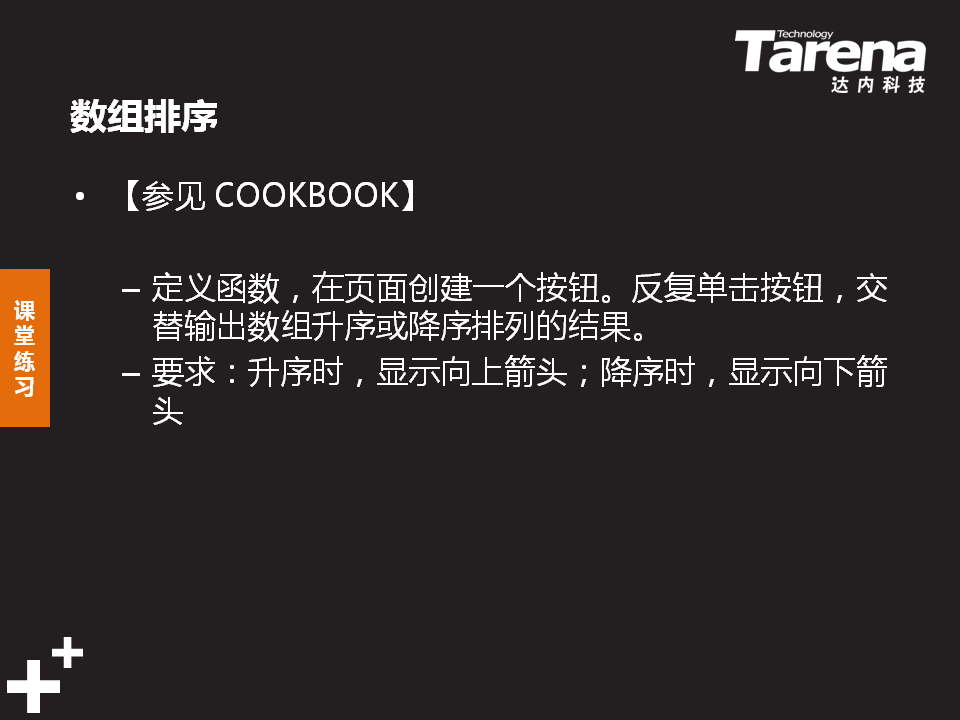 Technology
Tarena
达内科技
数组排序
• 【参见 COOKBOOK】
– 定义函数，在页面创建一个按钮。反复单击按钮，交
替输出数组升序或降序排列的结果。
– 要求：升序时，显示向上箭头；降序时，显示向下箭
头
课
堂
练
习